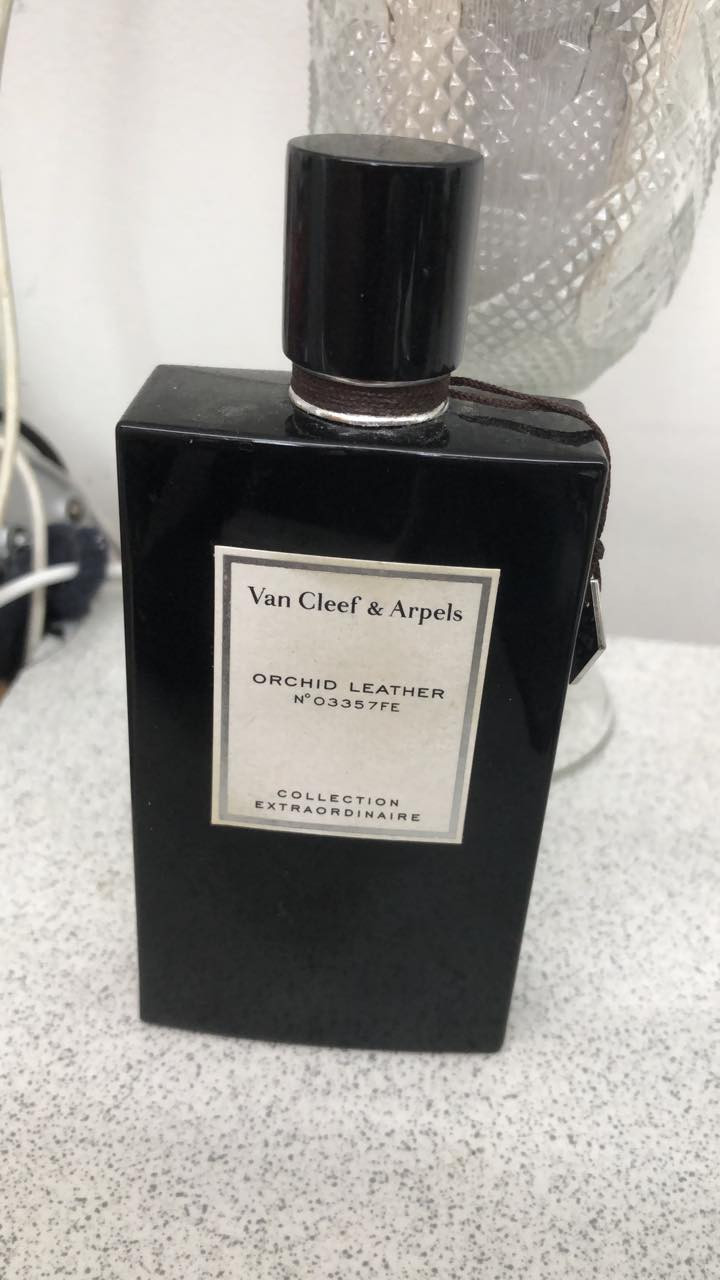 Van Cleef & Arpels
ORCHID LEATHER
N°03357FE
COLLECTION
EXTRAORDINAIRE